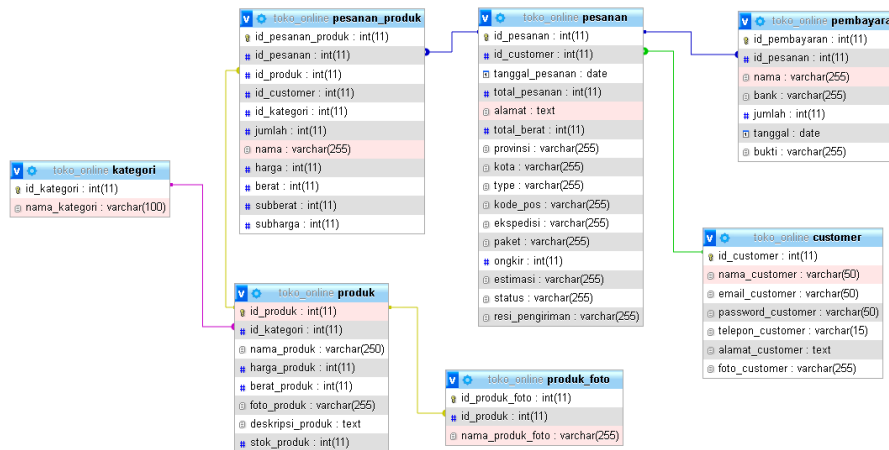 toko_online pesanan_produk
id_pesanan_produk : int(11)
id_pesanan : int(11)
id_produk : int(11)
id_customer : int(11)
id_kategori : int(11)
jumlah : int(11)
nama : varchar(255)
harga : int(11)
berat : int(11)
subberat : int(11)
subharga : int(11)
toko_online pesanan
id_pesanan : int(11)
id_customer : int(11)
tanggal_pesanan : date
total_pesanan : int(11)
alamat : text
total_berat : int(11)
provinsi : varchar(255)
kota : varchar(255)
type : varchar(255)
kode_pos : varchar(255)
ekspedisi : varchar(255)
paket : varchar(255)
ongkir : int(11)
estimasi : varchar(255)
status : varchar(255)
resi_pengiriman : varchar(255)
toko_online pembayara
id_pembayaran : int(11)
id_pesanan : int(11)
nama : varchar(255)
bank : varchar(255)
jumlah : int(11)
tanggal : date
bukti : varchar(255)
toko_online kategori
id_kategori : int(11)
nama_kategori : varchar(100)
toko_online customer
id_customer : int(11)
nama_customer : varchar(50)
email_customer : varchar(50)
password_customer : varchar(50)
telepon_customer : varchar(15)
alamat_customer : text
foto_customer : varchar(255)
toko_online produk
id_produk : int(11)
id_kategori : int(11)
nama_produk : varchar(250)
harga_produk : int(11)
berat_produk : int(11)
foto_produk : varchar(255)
deskripsi_produk : text
stok_produk : int(11)
toko_online produk_foto
id_produk_foto : int(11)
id_produk : int(11)
nama_produk_foto : varchar(255)